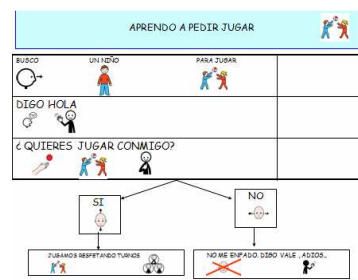 APRENDO A PEDIR JUGAR
BUSCO UN NIÑO PARA JUGAR
DIGO HOLA
¿ QUIERES JUGAR CONMIGO?
SI NO
JUGAMOS RESPETANDO TURNOS NO ME ENFADO. DIGO VALE , ADIOS..